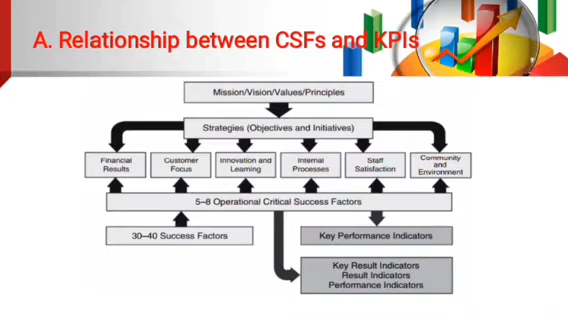 A. Relationship between CSFs and KPIs
Mission/Vision/Values/Principles
Strategies (Objectives and Initiatives)
Financial
Results
Customer
Focus
Innovation and
Learning
Internal
Processes
Staff
Satisfaction
Community
and
Environment
5–8 Operational Critical Success Factors
30–40 Success Factors
Key Performance Indicators
Key Result Indicators
Result Indicators
Performance Indicators